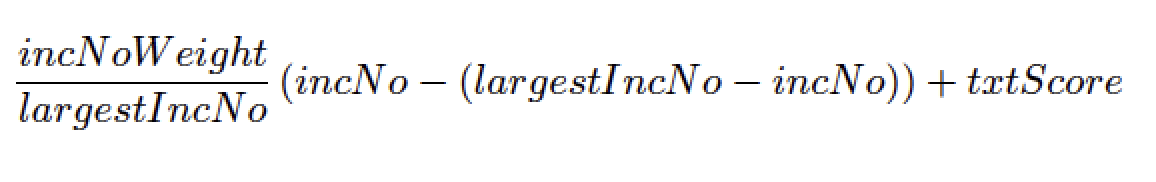 incNoWeight
largestIncNo
(incNo − (largestIncNo − incNo)) + txtScore